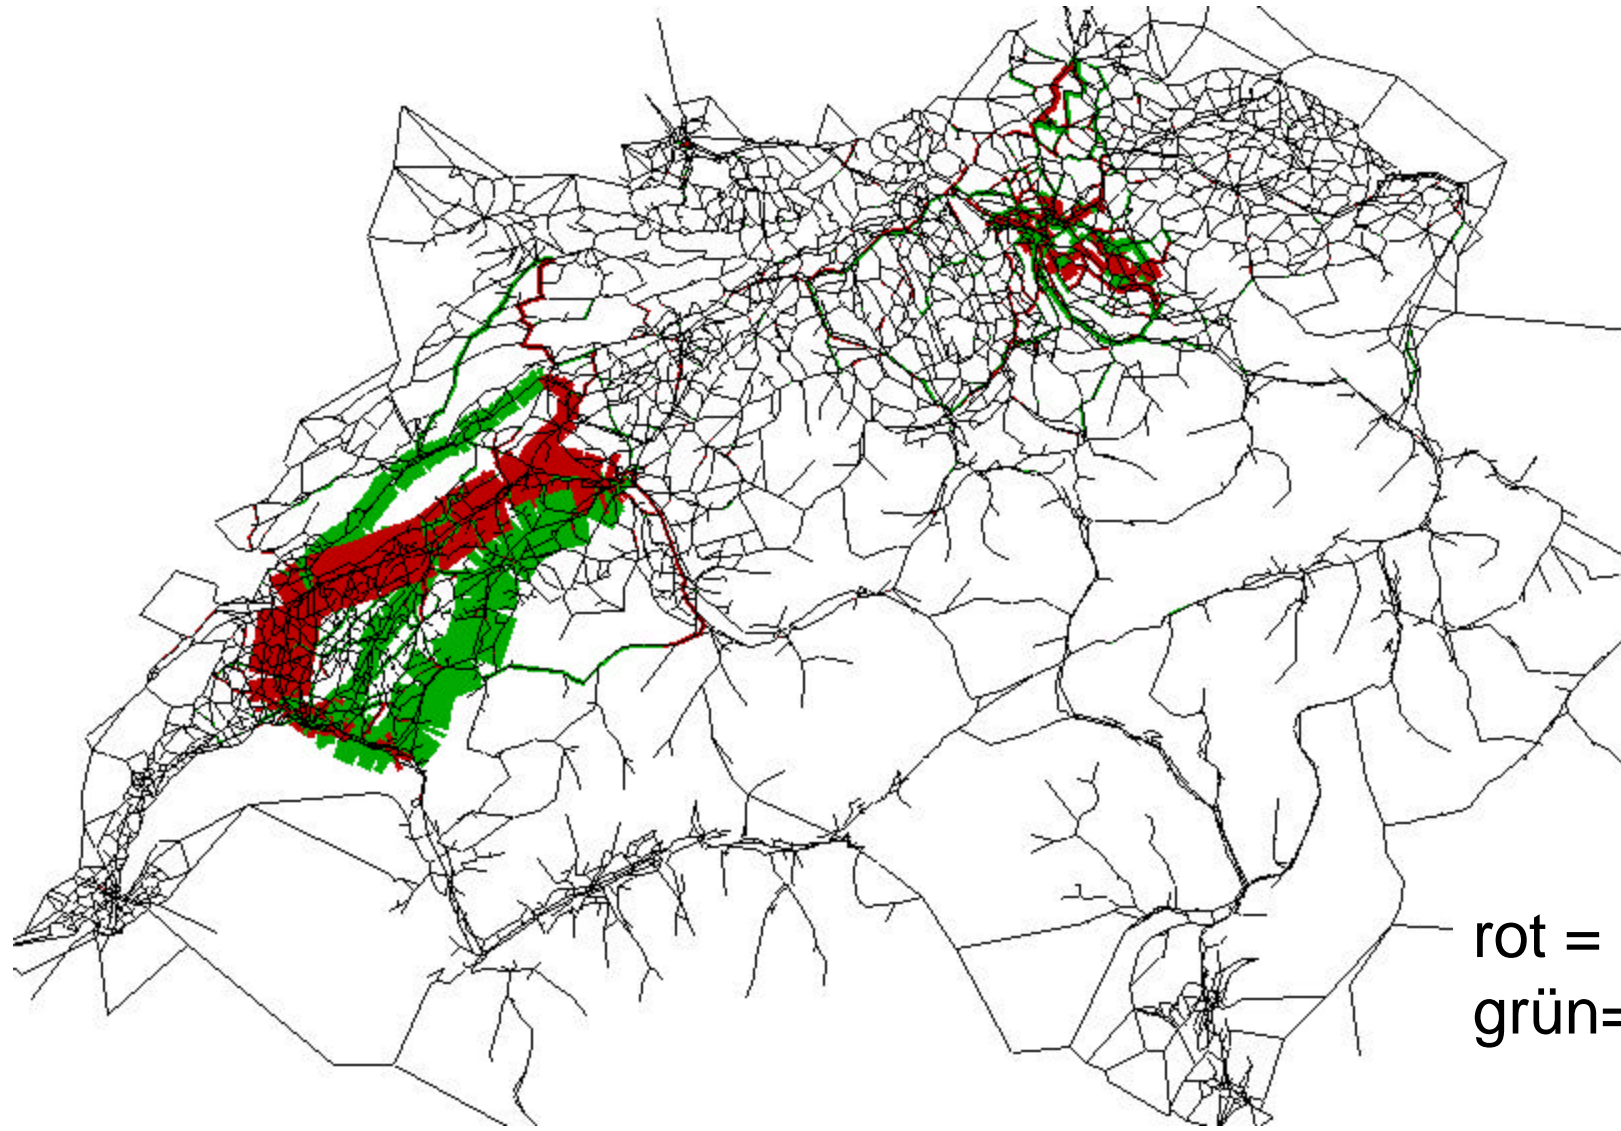 rot =
grün=